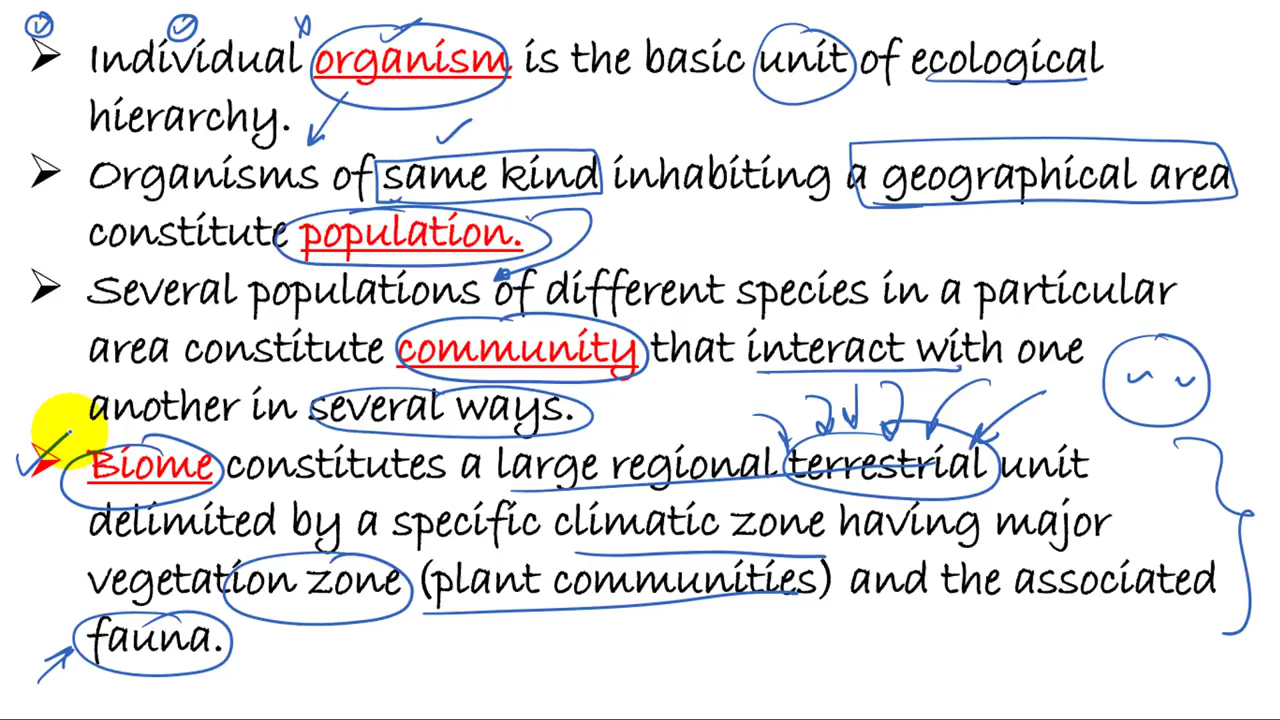 ➢ Individual organism is the basic unit of ecological
hierarchy.
➢ Organisms of same kind inhabiting a geographical area
constitute population.
➢ Several populations of different species in a particular
area constitute community that interact with one
another in several ways.
➢ Biome constitutes a large regional terrestrial unit
delimited by a specific climatic zone having major
vegetation zone (plant communities) and the associated
fauna.